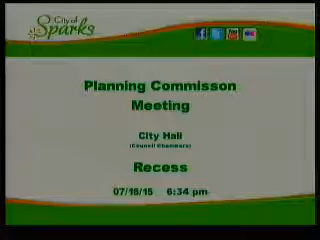 City of
Sparks
Planning Commisson
Meeting
City Hall
(Council Chambers)
Recess
07/16/15 6:34 pm